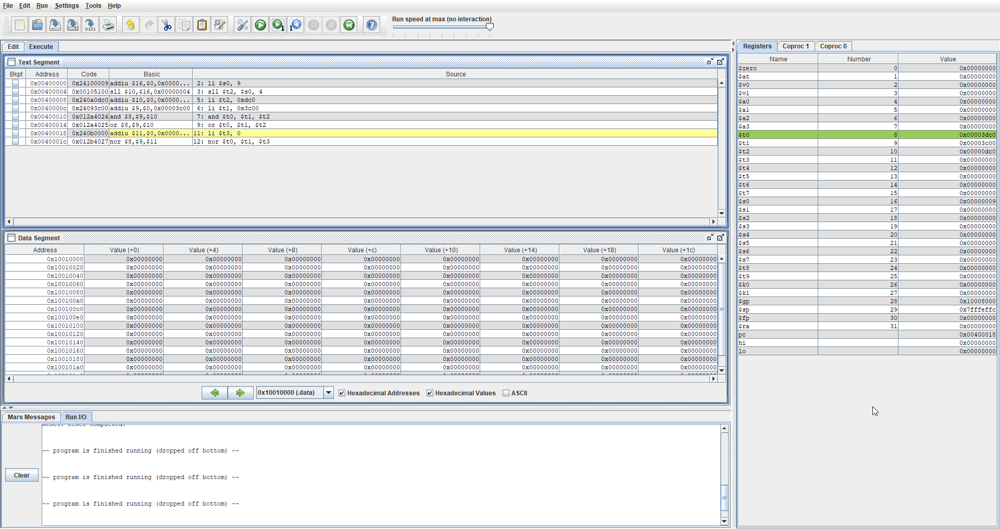 File Edit Run Settings Tools Help
Run speed at max (no interaction)
Edit Execute
Text Segment
Bkpt Address Code Basic Source
0x00400000 0x24100009 addiu $16,$0,0x0000... 2: li $s0, 9
0x00400004 0x00105100 sll $10,$16,0x00000004 3: sll $t2, $s0, 4
0x00400008 0x240a0dc0 addiu $10,$0,0x0000... 5: li $t2, 0xdc0
0x0040000c 0x24093c00 addiu $9,$0,0x00003c00 6: li $t1, 0x3c00
0x00400010 0x012a4024 and $8,$9,$10 7: and $t0, $t1, $t2
0x00400014 0x012a4025 or $8,$9,$10 9: or $t0, $t1, $t2
0x00400018 0x240b0000 addiu $11,$0,0x0000... 11: li $t3, 0
0x0040001c 0x012b4027 nor $8,$9,$11 12: nor $t0, $t1, $t3
Data Segment
Address Value (+0) Value (+4) Value (+8) Value (+c) Value (+10) Value (+14) Value (+18) Value (+1c)
0x10010000 0x00000000 0x00000000 0x00000000 0x00000000 0x00000000 0x00000000 0x00000000 0x00000000
0x10010020 0x00000000 0x00000000 0x00000000 0x00000000 0x00000000 0x00000000 0x00000000 0x00000000
0x10010040 0x00000000 0x00000000 0x00000000 0x00000000 0x00000000 0x00000000 0x00000000 0x00000000
0x10010060 0x00000000 0x00000000 0x00000000 0x00000000 0x00000000 0x00000000 0x00000000 0x00000000
0x10010080 0x00000000 0x00000000 0x00000000 0x00000000 0x00000000 0x00000000 0x00000000 0x00000000
0x100100a0 0x00000000 0x00000000 0x00000000 0x00000000 0x00000000 0x00000000 0x00000000 0x00000000
0x100100c0 0x00000000 0x00000000 0x00000000 0x00000000 0x00000000 0x00000000 0x00000000 0x00000000
0x100100e0 0x00000000 0x00000000 0x00000000 0x00000000 0x00000000 0x00000000 0x00000000 0x00000000
0x10010100 0x00000000 0x00000000 0x00000000 0x00000000 0x00000000 0x00000000 0x00000000 0x00000000
0x10010120 0x00000000 0x00000000 0x00000000 0x00000000 0x00000000 0x00000000 0x00000000 0x00000000
0x10010140 0x00000000 0x00000000 0x00000000 0x00000000 0x00000000 0x00000000 0x00000000 0x00000000
0x10010160 0x00000000 0x00000000 0x00000000 0x00000000 0x00000000 0x00000000 0x00000000 0x00000000
0x10010180 0x00000000 0x00000000 0x00000000 0x00000000 0x00000000 0x00000000 0x00000000 0x00000000
0x100101a0 0x00000000 0x00000000 0x00000000 0x00000000 0x00000000 0x00000000 0x00000000 0x00000000
0x10010000 (.data) Hexadecimal Addresses Hexadecimal Values ASCII
Mars Messages Run I/O
Reset: reset completed.
-- program is finished running (dropped off bottom) --
Clear
-- program is finished running (dropped off bottom) --
-- program is finished running (dropped off bottom) --
Registers Coproc 1 Coproc 0
Name Number Value
$zero 0 0x00000000
$at 1 0x00000000
$v0 2 0x00000000
$v1 3 0x00000000
$a0 4 0x00000000
$a1 5 0x00000000
$a2 6 0x00000000
$a3 7 0x00000000
$t0 8 0x00003dc0
$t1 9 0x00003c00
$t2 10 0x00000dc0
$t3 11 0x00000000
$t4 12 0x00000000
$t5 13 0x00000000
$t6 14 0x00000000
$t7 15 0x00000000
$s0 16 0x00000009
$s1 17 0x00000000
$s2 18 0x00000000
$s3 19 0x00000000
$s4 20 0x00000000
$s5 21 0x00000000
$s6 22 0x00000000
$s7 23 0x00000000
$t8 24 0x00000000
$t9 25 0x00000000
$k0 26 0x00000000
$k1 27 0x00000000
$gp 28 0x10008000
$sp 29 0x7fffeffc
$fp 30 0x00000000
$ra 31 0x00000000
pc 0x00400018
hi 0x00000000
lo 0x00000000